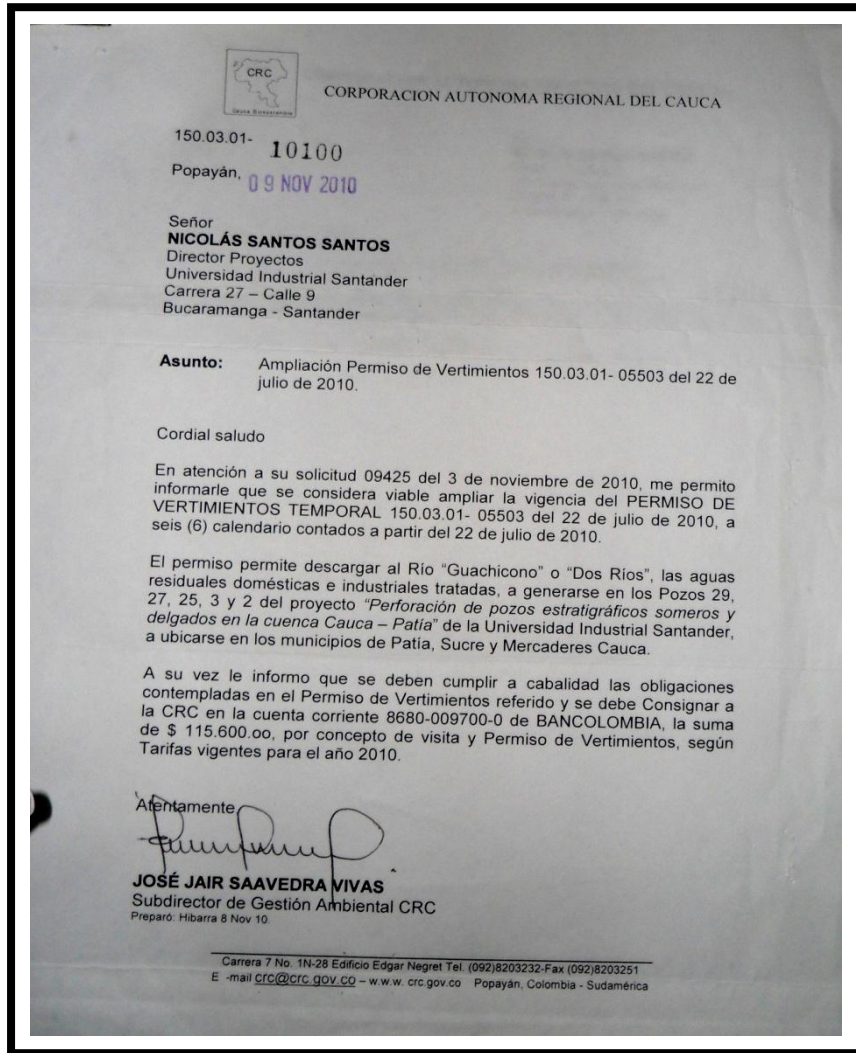 CRC
Cauca Biodiversidad
CORPORACION AUTONOMA REGIONAL DEL CAUCA
150.03.01- 10100
Popayán, 09 NOV 2010
Señor
NICOLÁS SANTOS SANTOS
Director Proyectos
Universidad Industrial Santander
Carrera 27 – Calle 9
Bucaramanga - Santander
Asunto: Ampliación Permiso de Vertimientos 150.03.01- 05503 del 22 de
julio de 2010.
Cordial saludo
En atención a su solicitud 09425 del 3 de noviembre de 2010, me permito
informarle que se considera viable ampliar la vigencia del PERMISO DE
VERTIMIENTOS TEMPORAL 150.03.01- 05503 del 22 de julio de 2010, a
seis (6) calendario contados a partir del 22 de julio de 2010.
El permiso permite descargar al Río “Guachicono” o “Dos Ríos”, las aguas
residuales domésticas e industriales tratadas, a generarse en los Pozos 29,
27, 25, 3 y 2 del proyecto “Perforación de pozos estratigráficos someros y
delgados en la cuenca Cauca – Patía” de la Universidad Industrial Santander,
a ubicarse en los municipios de Patía, Sucre y Mercaderes Cauca.
A su vez le informo que se deben cumplir a cabalidad las obligaciones
contempladas en el Permiso de Vertimientos referido y se debe Consignar a
la CRC en la cuenta corriente 8680-009700-0 de BANCOLOMBIA, la suma
de $ 115.600.oo, por concepto de visita y Permiso de Vertimientos, según
Tarifas vigentes para el año 2010.
Atentamente
JOSÉ JAIR SAAVEDRA VIVAS
Subdirector de Gestión Ambiental CRC
Preparó: Hibarra 8 Nov 10.
Carrera 7 No. 1N-28 Edificio Edgar Negret Tel. (092)8203232-Fax (092)8203251
E -mail crc@crc.gov.co – w.w.w. crc.gov.co Popayán, Colombia - Sudamérica